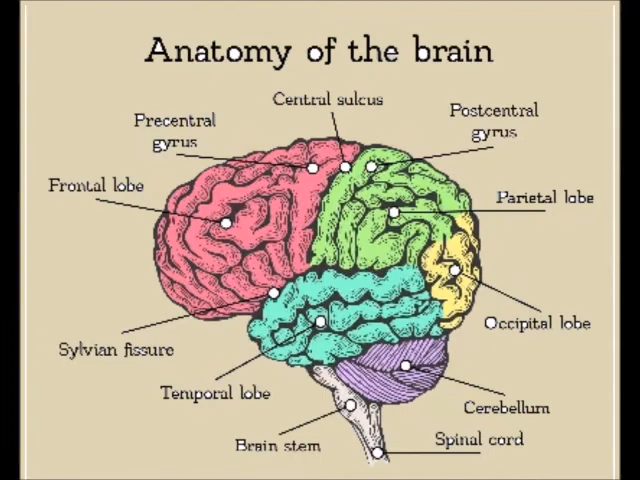 Anatomy of the brain
Central sulcus
Precentral
gyrus
Postcentral
gyrus
Frontal lobe
Parietal lobe
Sylvian fissure
Occipital lobe
Temporal lobe
Cerebellum
Brain stem
Spinal cord